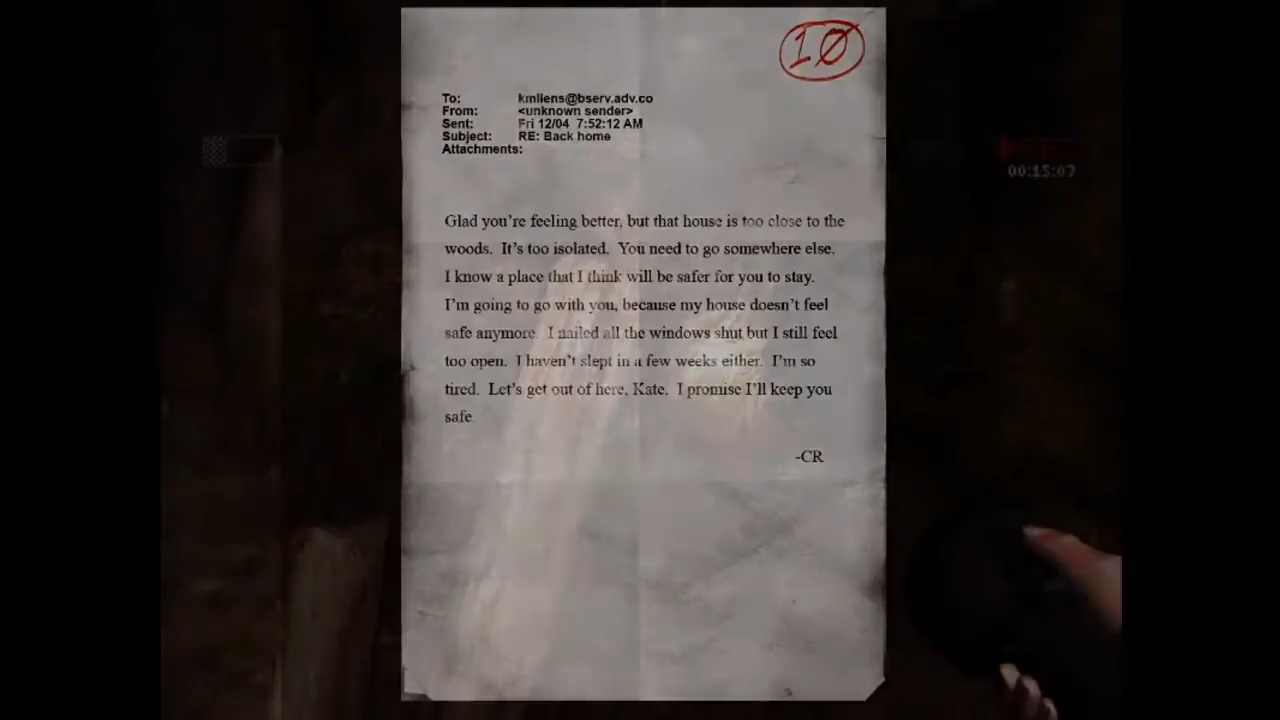 10
To: kmilens@bserv.adv.co
From: <unknown sender>
Sent: Fri 12/04 7:52:12 AM
Subject: RE: Back home
Attachments:
00:15:07
Glad you're feeling better, but that house is too close to the
woods. It's too isolated. You need to go somewhere else.
I know a place that I think will be safer for you to stay.
I'm going to go with you, because my house doesn't feel
safe anymore. I nailed all the windows shut but I still feel
too open. I haven't slept in a few weeks either. I'm so
tired. Let's get out of here, Kate. I promise I'll keep you
safe.
-CR